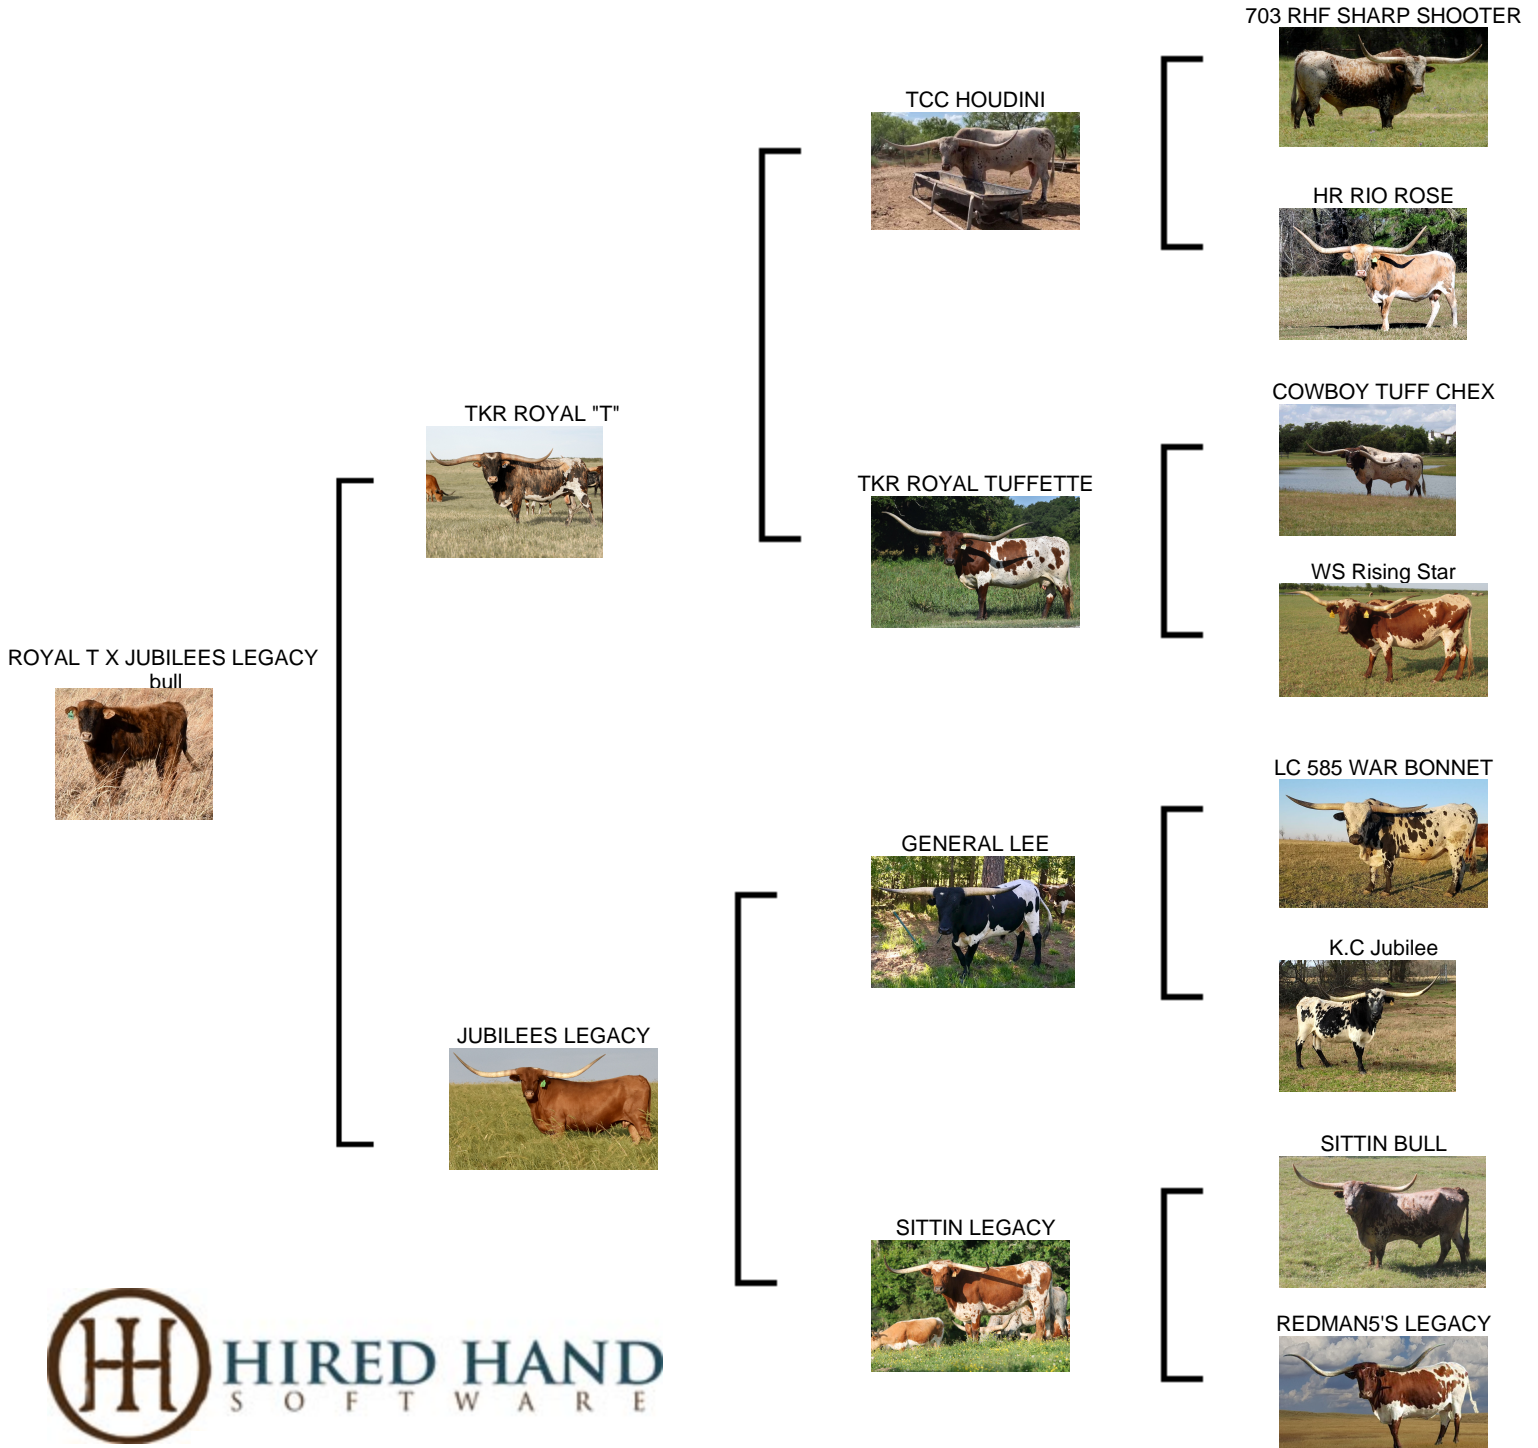 703 RHF SHARP SHOOTER
TCC HOUDINI
HR RIO ROSE
COWBOY TUFF CHEX
TKR ROYAL "T"
TKR ROYAL TUFFETTE
WS Rising Star
ROYAL T X JUBILEES LEGACY
bull
LC 585 WAR BONNET
GENERAL LEE
K.C Jubilee
JUBILEES LEGACY
SITTIN BULL
SITTIN LEGACY
REDMAN5'S LEGACY
HIRED HAND
SOFTWARE